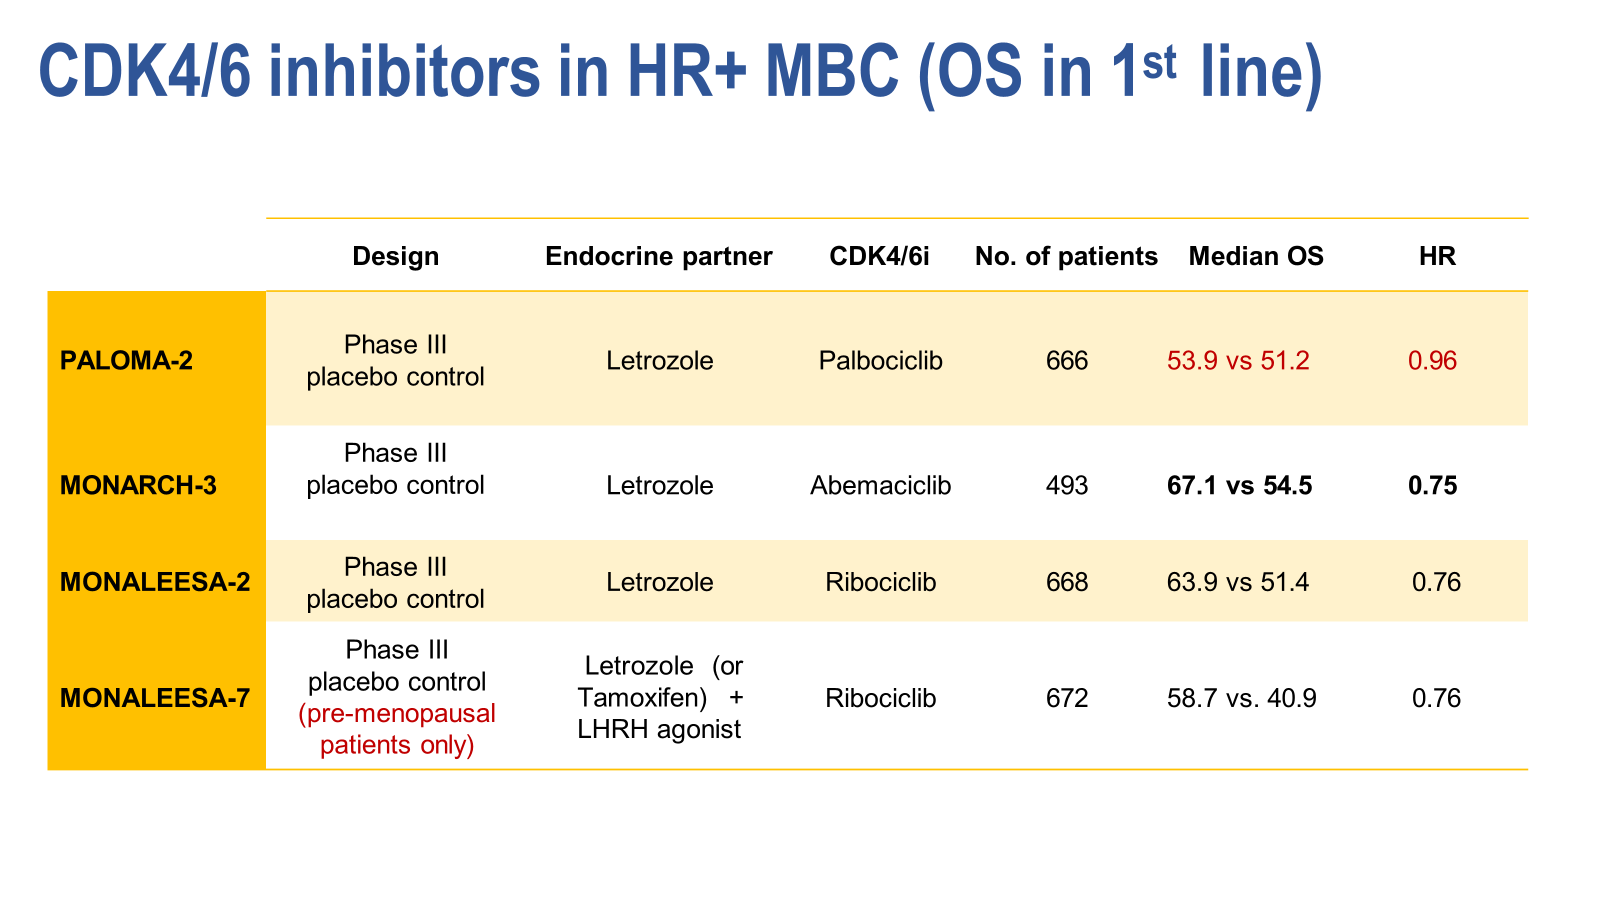 CDK4/6 inhibitors in HR+ MBC (OS in 1st line)
Design Endocrine partner CDK4/6i No. of patients Median OS HR
PALOMA-2
Phase III
placebo control
Letrozole Palbociclib 666 53.9 vs 51.2 0.96
MONARCH-3
Phase III
placebo control
Letrozole Abemaciclib 493 67.1 vs 54.5 0.75
MONALEESA-2
Phase III
placebo control
Letrozole Ribociclib 668 63.9 vs 51.4 0.76
MONALEESA-7
Phase III
placebo control
(pre-menopausal
patients only)
Letrozole (or
Tamoxifen) +
LHRH agonist
Ribociclib 672 58.7 vs. 40.9 0.76